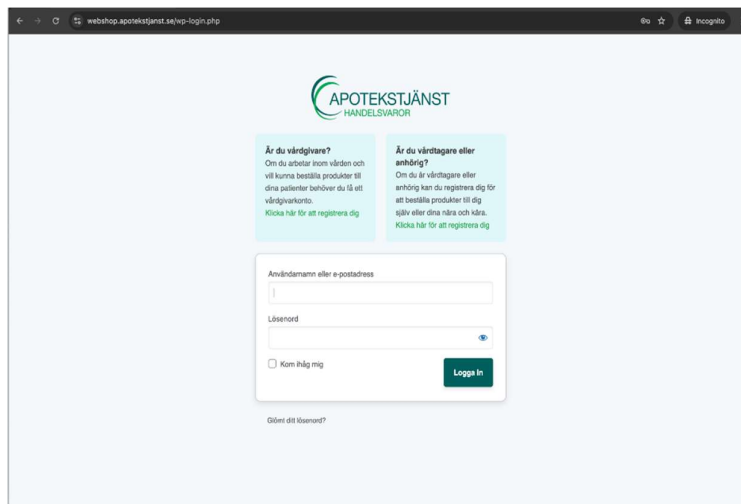 webshop.apotekstjanst.se/wp-login.php
Incognito
APOTEKSTJÄNST
HANDELSVAROR
Är du vårdgivare?
Om du arbetar inom vården och
vill kunna beställa produkter till
dina patienter behöver du få ett
vårdgivarkonto.
Klicka här för att registrera dig
Är du vårdtagare eller
anhörig?
Om du är vårdtagare eller
anhörig kan du registrera dig för
att beställa produkter till dig
själv eller dina nära och kära.
Klicka här för att registrera dig
Användarnamn eller e-postadress
Lösenord
Kom ihåg mig
Logga In
Glömt ditt lösenord?